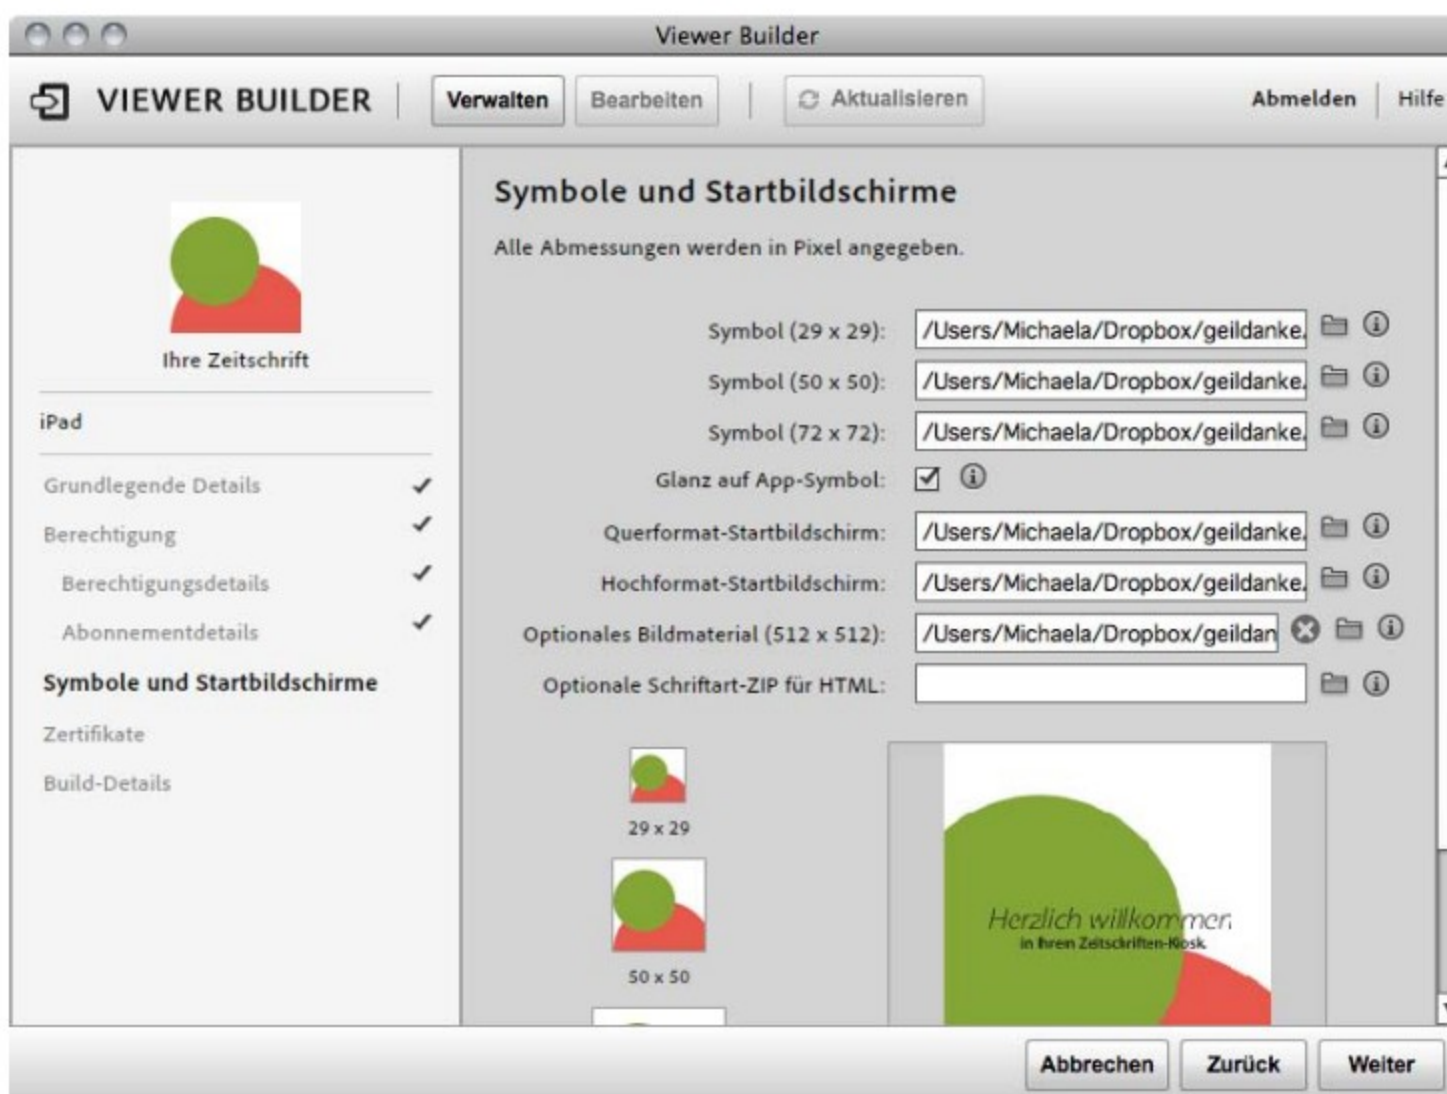 Viewer Builder
VIEWER BUILDER
Verwalten
Bearbeiten
Aktualisieren
Abmelden
Hilfe
Ihre Zeitschrift
iPad
Grundlegende Details
Berechtigung
Berechtigungsdetails
Abonnementdetails
Symbole und Startbildschirme
Zertifikate
Build-Details
Symbole und Startbildschirme
Alle Abmessungen werden in Pixel angegeben.
Symbol (29 x 29): /Users/Michaela/Dropbox/geildanke.
Symbol (50 x 50): /Users/Michaela/Dropbox/geildanke.
Symbol (72 x 72): /Users/Michaela/Dropbox/geildanke.
Glanz auf App-Symbol:
Querformat-Startbildschirm: /Users/Michaela/Dropbox/geildanke.
Hochformat-Startbildschirm: /Users/Michaela/Dropbox/geildanke.
Optionales Bildmaterial (512 x 512): /Users/Michaela/Dropbox/geildan
Optionale Schriftart-ZIP für HTML:
29 x 29
50 x 50
Herzlich willkommen
in Ihren Zeitschriften-Kiosk.
Abbrechen
Zurück
Weiter